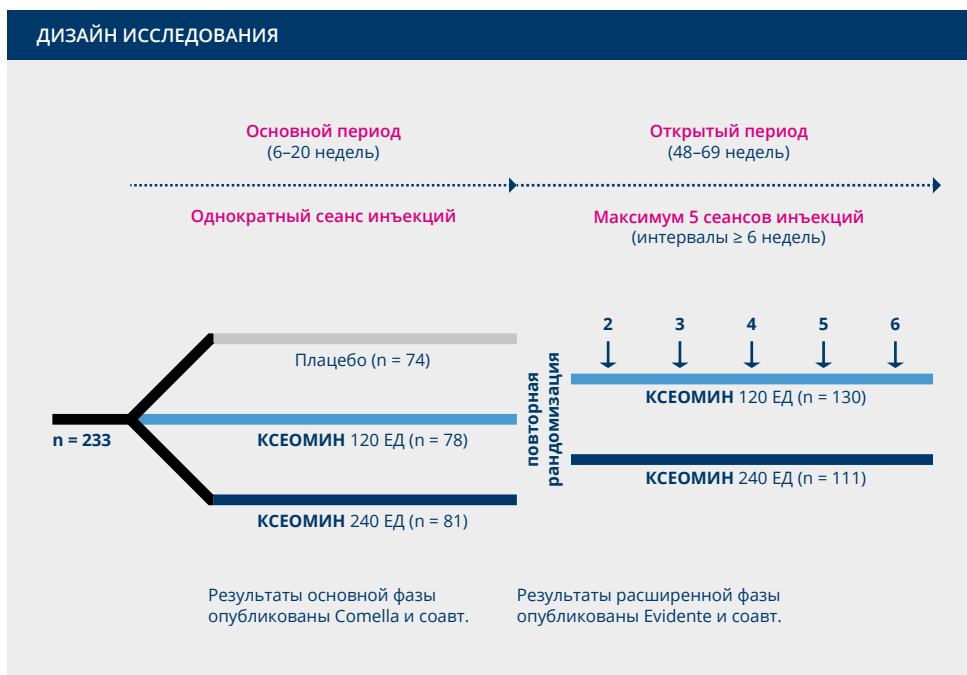 ДИЗАЙН ИССЛЕДОВАНИЯ
Основной период
(6–20 недель)
Открытый период
(48–69 недель)
Однократный сеанс инъекций
Максимум 5 сеансов инъекций
(интервалы ≥ 6 недель)
n = 233
Плацебо (n = 74)
КСЕОМИН 120 ЕД (n = 78)
КСЕОМИН 240 ЕД (n = 81)
повторная
рандомизация
2 3 4 5 6
КСЕОМИН 120 ЕД (n = 130)
КСЕОМИН 240 ЕД (n = 111)
Результаты основной фазы
опубликованы Comella и соавт.
Результаты расширенной фазы
опубликованы Evidente и соавт.